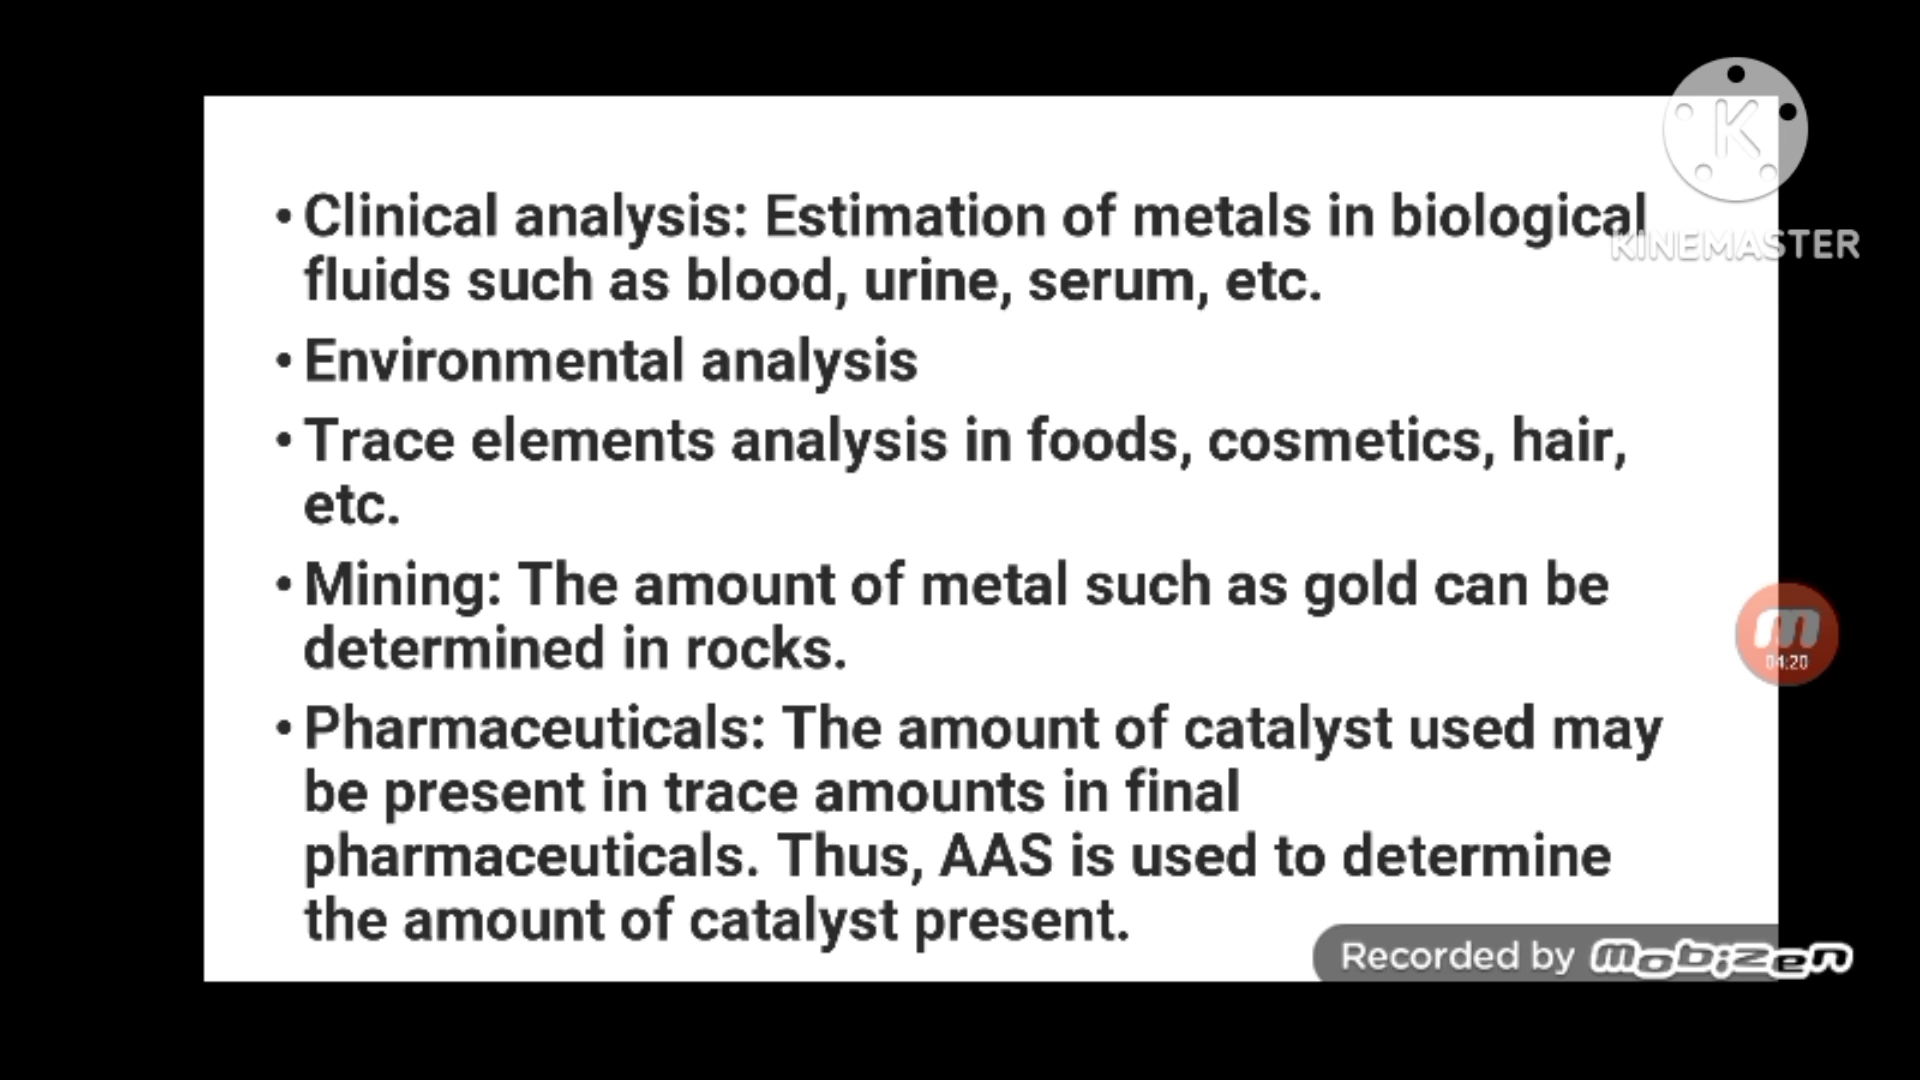 • Clinical analysis: Estimation of metals in biological
fluids such as blood, urine, serum, etc.
• Environmental analysis
• Trace elements analysis in foods, cosmetics, hair,
etc.
• Mining: The amount of metal such as gold can be
determined in rocks.
• Pharmaceuticals: The amount of catalyst used may
be present in trace amounts in final
pharmaceuticals. Thus, AAS is used to determine
the amount of catalyst present.
K
KINEMASTER
m
04:20
Recorded by mobizen